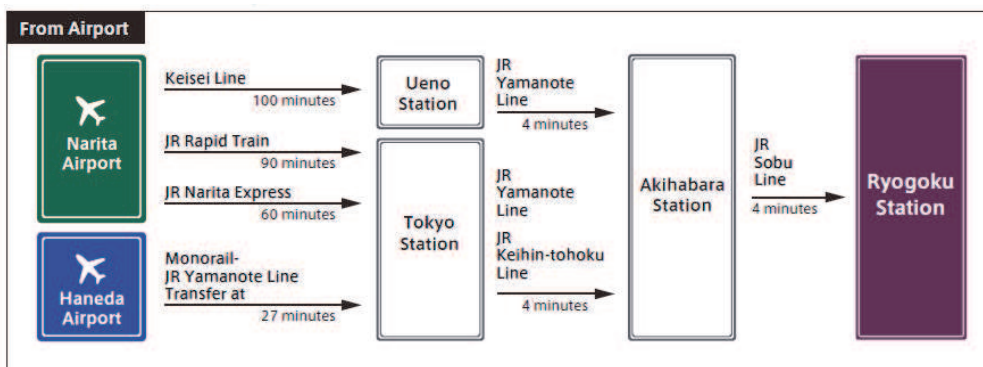 From Airport
Narita
Airport
Haneda
Airport
Keisei Line
100 minutes
JR Rapid Train
90 minutes
JR Narita Express
60 minutes
Monorail-
JR Yamanote Line
Transfer at
27 minutes
Ueno
Station
Tokyo
Station
JR
Yamanote
Line
4 minutes
JR
Yamanote
Line
JR
Keihin-tohoku
Line
4 minutes
Akihabara
Station
JR
Sobu
Line
4 minutes
Ryogoku
Station